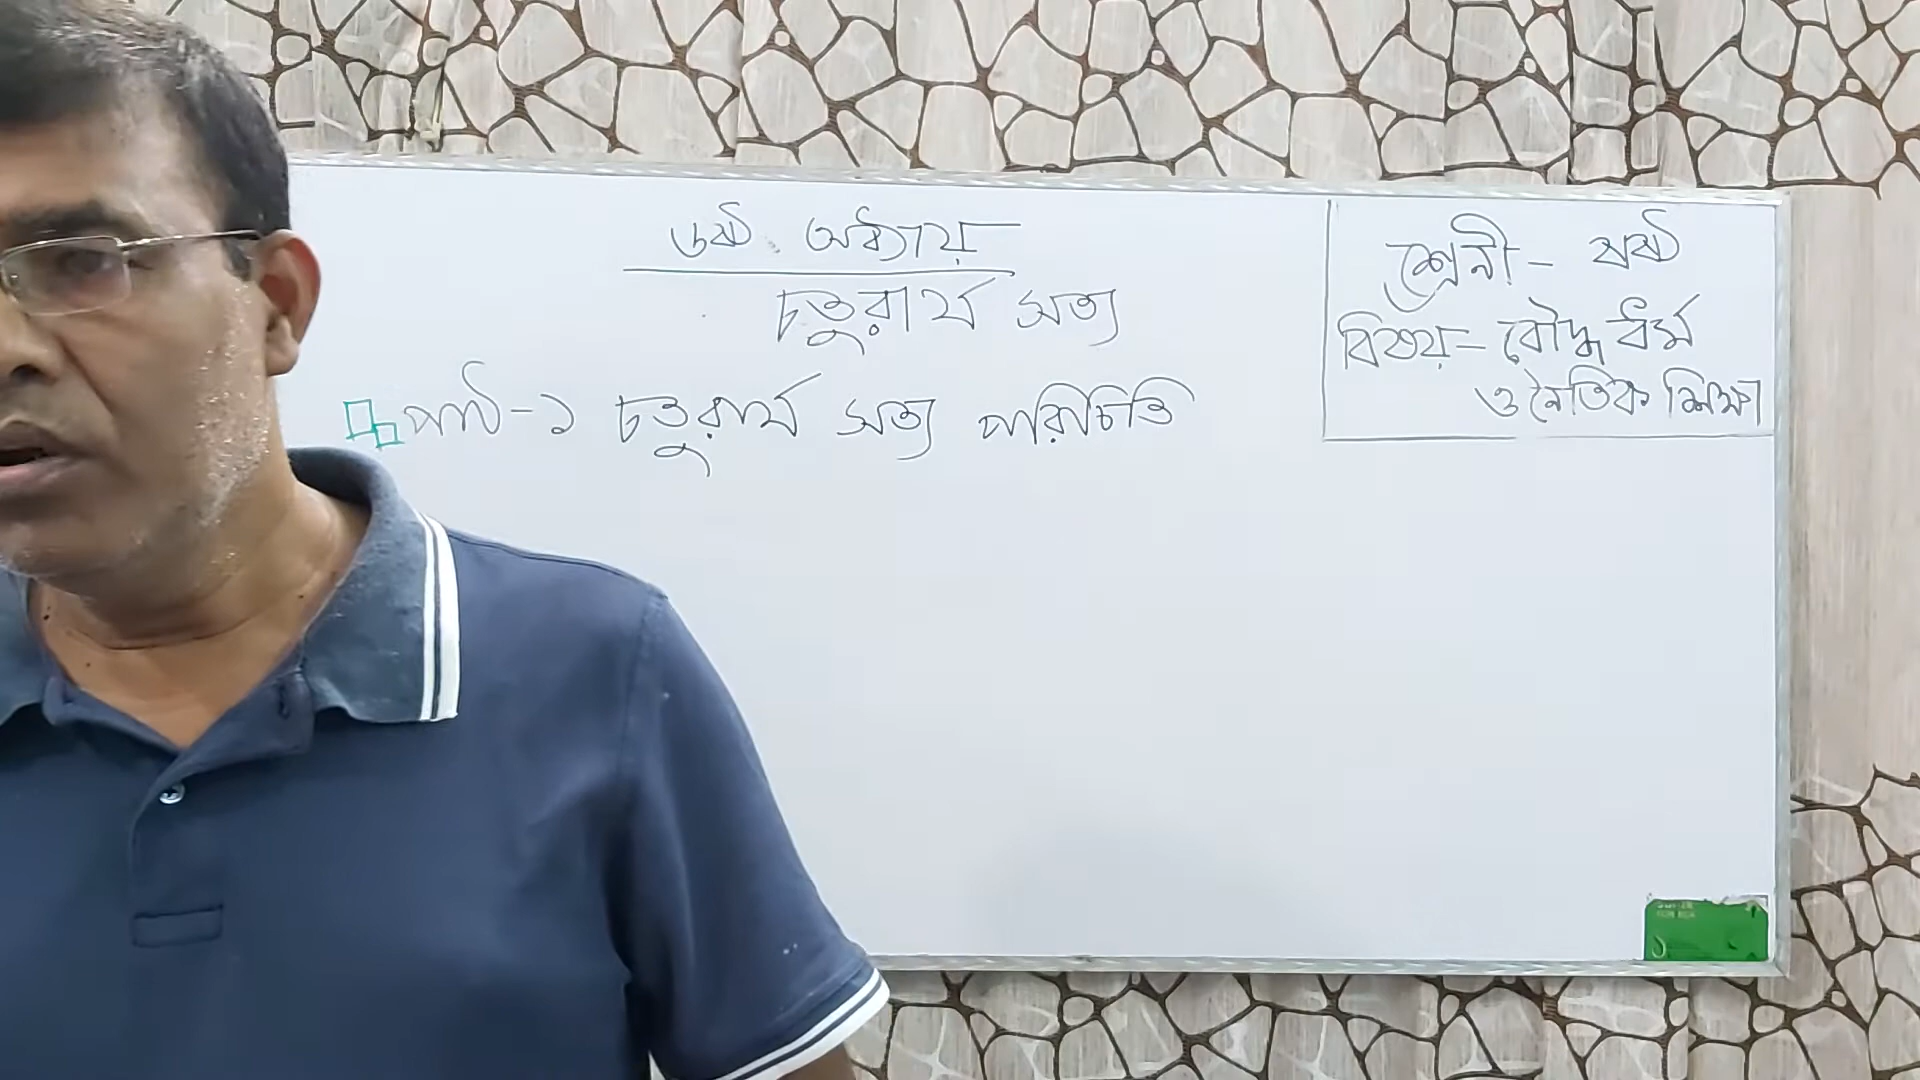 ৬ষ্ঠ অধ্যায়
চতুরার্য সত্য
পাঠ-১ চতুরার্য সত্য পরিচিতি
শ্রেনী- ষষ্ঠ
বিষয়- বৌদ্ধ ধর্ম
ও নৈতিক শিক্ষা